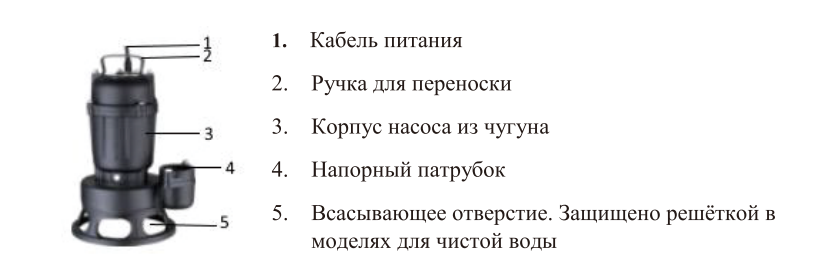 1
2
3
4
5
1. Кабель питания
2. Ручка для переноски
3. Корпус насоса из чугуна
4. Напорный патрубок
5. Всасывающее отверстие. Защищено решёткой в
моделях для чистой воды